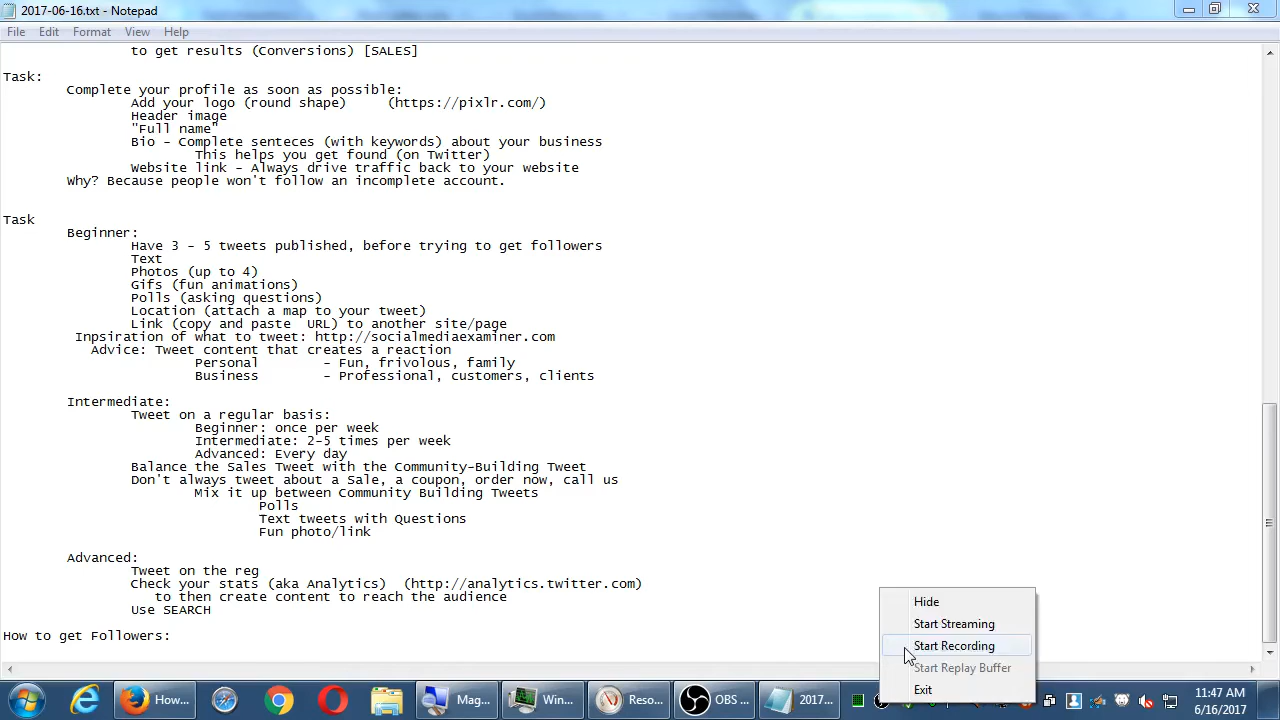 2017-06-16.txt - Notepad
File Edit Format View Help
to get results (Conversions) [SALES]
Task:
Complete your profile as soon as possible:
Add your logo (round shape) (https://pixlr.com/)
Header image
"Full name"
Bio - Complete senteces (with keywords) about your business
This helps you get found (on Twitter)
Website link - Always drive traffic back to your website
Why? Because people won't follow an incomplete account.
Task
Beginner:
Have 3 - 5 tweets published, before trying to get followers
Text
Photos (up to 4)
Gifs (fun animations)
Polls (asking questions)
Location (attach a map to your tweet)
Link (copy and paste URL) to another site/page
Inpsiration of what to tweet: http://socialmediaexaminer.com
Advice: Tweet content that creates a reaction
Personal - Fun, frivolous, family
Business - Professional, customers, clients
Intermediate:
Tweet on a regular basis:
Beginner: once per week
Intermediate: 2-5 times per week
Advanced: Every day
Balance the Sales Tweet with the Community-Building Tweet
Don't always tweet about a Sale, a coupon, order now, call us
Mix it up between Community Building Tweets
Polls
Text tweets with Questions
Fun photo/link
Advanced:
Tweet on the reg
Check your stats (aka Analytics) (http://analytics.twitter.com)
to then create content to reach the audience
Use SEARCH
How to get Followers:
Hide
Start Streaming
Start Recording
Start Replay Buffer
Exit
How... Mag... Win... Reso... OBS ... 2017... 11:47 AM
6/16/2017